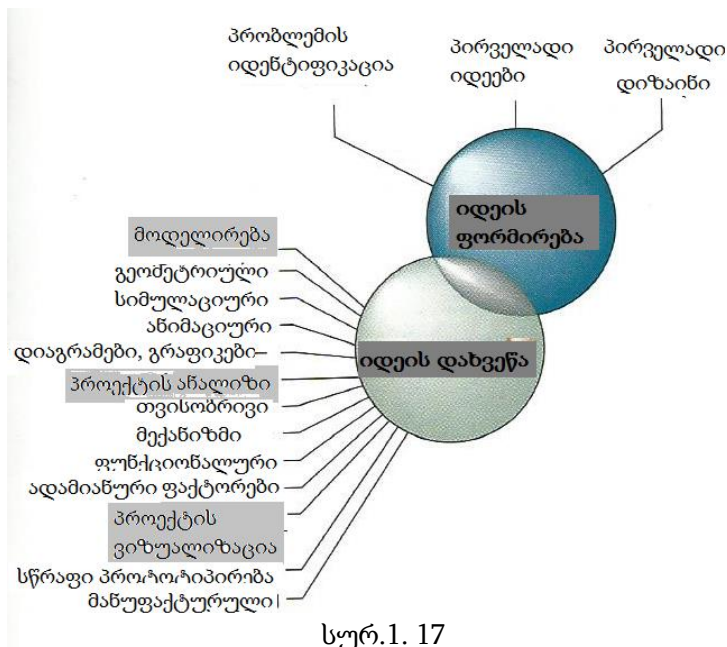 პრობლემის
იდენტიფიკაცია
პირველადი
იდეები
პირველადი
დიზაინი
იდეის
ფორმირება
მოდელირება
გეომეტრიული
სიმულაციური
ანიმაციური
დიაგრამები, გრაფიკები
იდეის დახვეწა
პროექტის ანალიზი
თვისობრივი
მექანიზმი
ფუნქციონალური
ადამიანური ფაქტორები
პროექტის
ვიზუალიზაცია
სწრაფი პროტოტიპირება
მანუფაქტურული
სურ.1. 17